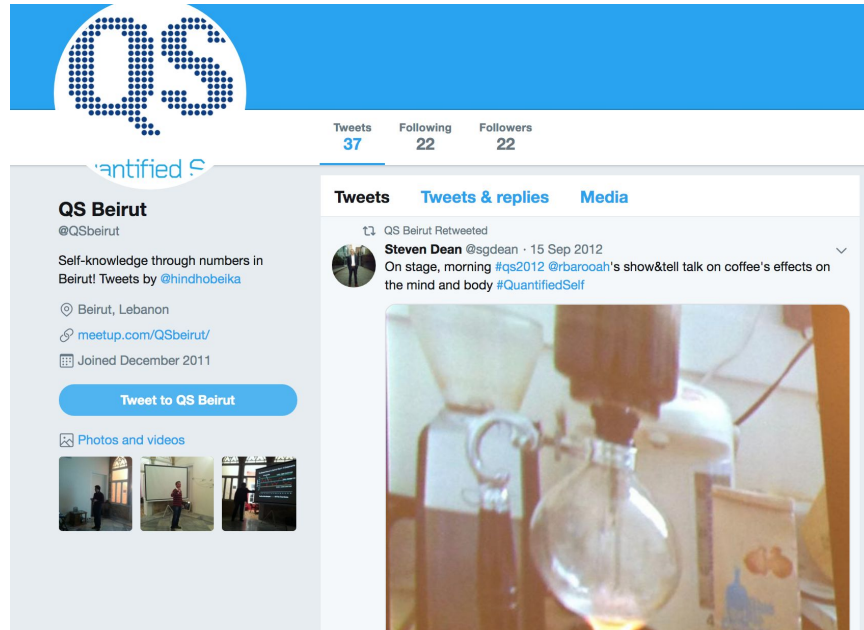 QS
antified S
Tweets Following Followers
37 22 22
QS Beirut
@QSbeirut
Self-knowledge through numbers in
Beirut! Tweets by @hindhobeika
Beirut, Lebanon
meetup.com/QSbeirut/
Joined December 2011
Tweet to QS Beirut
Photos and videos
Tweets Tweets & replies Media
QS Beirut Retweeted
Steven Dean @sgdean · 15 Sep 2012
On stage, morning #qs2012 @rbarooah's show&tell talk on coffee's effects on
the mind and body #QuantifiedSelf